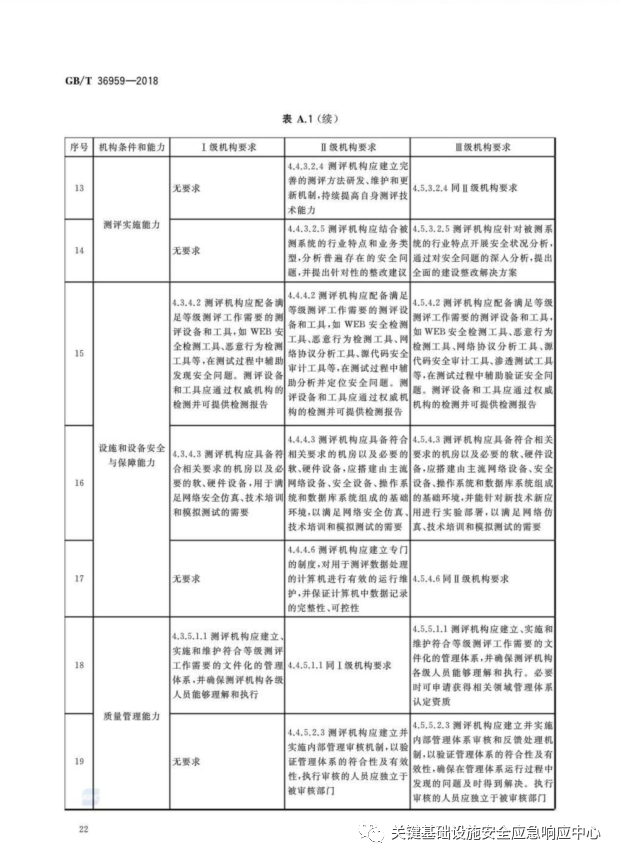 GB/T 36959—2018
表 A.1(续)
序号 机构条件和能力 Ⅰ级机构要求 Ⅱ级机构要求 Ⅲ级机构要求
13
测评实施能力
无要求
4.4.3.2.4 测评机构应建立完
善的测评方法研发、维护和更
新机制,持续提高自身测评技
术能力
4.5.3.2.4 同Ⅱ级机构要求
14
无要求
4.4.3.2.5 测评机构应结合被
测系统的行业特点和业务类
型,分析普遍存在的安全问
题,并提出针对性的整改建议
4.5.3.2.5 测评机构应针对被测系
统的行业特点开展安全状况分析,
通过对安全问题的深入分析,提出
全面的建设整改解决方案
15
设施和设备安全
与保障能力
4.3.4.2 测评机构应配备满
足等级测评工作需要的测
评设备和工具,如 WEB 安
全检测工具、恶意行为检测
工具等,在测试过程中辅助
发现安全问题。测评设备
和工具应通过权威机构的
检测并可提供检测报告
4.4.4.2 测评机构应配备满足
等级测评工作需要的测评设
备和工具,如 WEB 安全检测
工具、恶意行为检测工具、网
络协议分析工具、源代码安全
审计工具等,在测试过程中辅
助分析并定位安全问题。测
评设备和工具应通过权威机
构的检测并可提供检测报告
4.5.4.2 测评机构应配备满足等级
测评工作需要的测评设备和工具,
如 WEB 安全检测工具、恶意行为
检测工具、网络协议分析工具、源
代码安全审计工具、渗透测试工具
等,在测试过程中辅助验证安全问
题。测评设备和工具应通过权威
机构的检测并可提供检测报告
16
4.3.4.3 测评机构应具备符
合相关要求的机房以及必
要的软、硬件设备,用于满
足网络安全仿真、技术培训
和模拟测试的需要
4.4.4.3 测评机构应具备符合
相关要求的机房以及必要的
软、硬件设备,应搭建由主流
网络设备、安全设备、操作系
统和数据库系统组成的基础
环境,以满足网络安全仿真、
技术培训和模拟测试的需要
4.5.4.3 测评机构应具备符合相关
要求的机房以及必要的软、硬件设
备,应搭建由主流网络设备、安全
设备、操作系统和数据库系统组成
的基础环境,并能针对新技术新应
用进行实验部署,以满足网络仿
真、技术培训和模拟测试的需要
17
无要求
4.4.4.6 测评机构应建立专门
的制度,对用于测评数据处理
的计算机进行有效的运行维
护,并保证计算机中数据记录
的完整性、可控性
4.5.4.6 同Ⅱ级机构要求
18
质量管理能力
4.3.5.1.1 测评机构应建立、
实施和维护符合等级测评
工作需要的文件化的管理
体系,并确保测评机构各级
人员能够理解和执行
4.4.5.1.1 同Ⅰ级机构要求
4.5.5.1.1 测评机构应建立、实施和
维护符合等级测评工作需要的文
件化的管理体系,并确保测评机构
各级人员能够理解和执行。必要
时可申请获得相关领域管理体系
认定资质
19
无要求
4.4.5.2.3 测评机构应建立并
实施内部管理审核机制,以验
证管理体系的符合性及有效
性,执行审核的人员应独立于
被审核部门
4.5.5.2.3 测评机构应建立并实施
内部管理体系审核和反馈处理机
制,以验证管理体系的符合性及有
效性,确保在管理体系运行过程中
发现的问题及时得到解决。执行
审核的人员应独立于被审核部门
22
关键基础设施安全应急响应中心